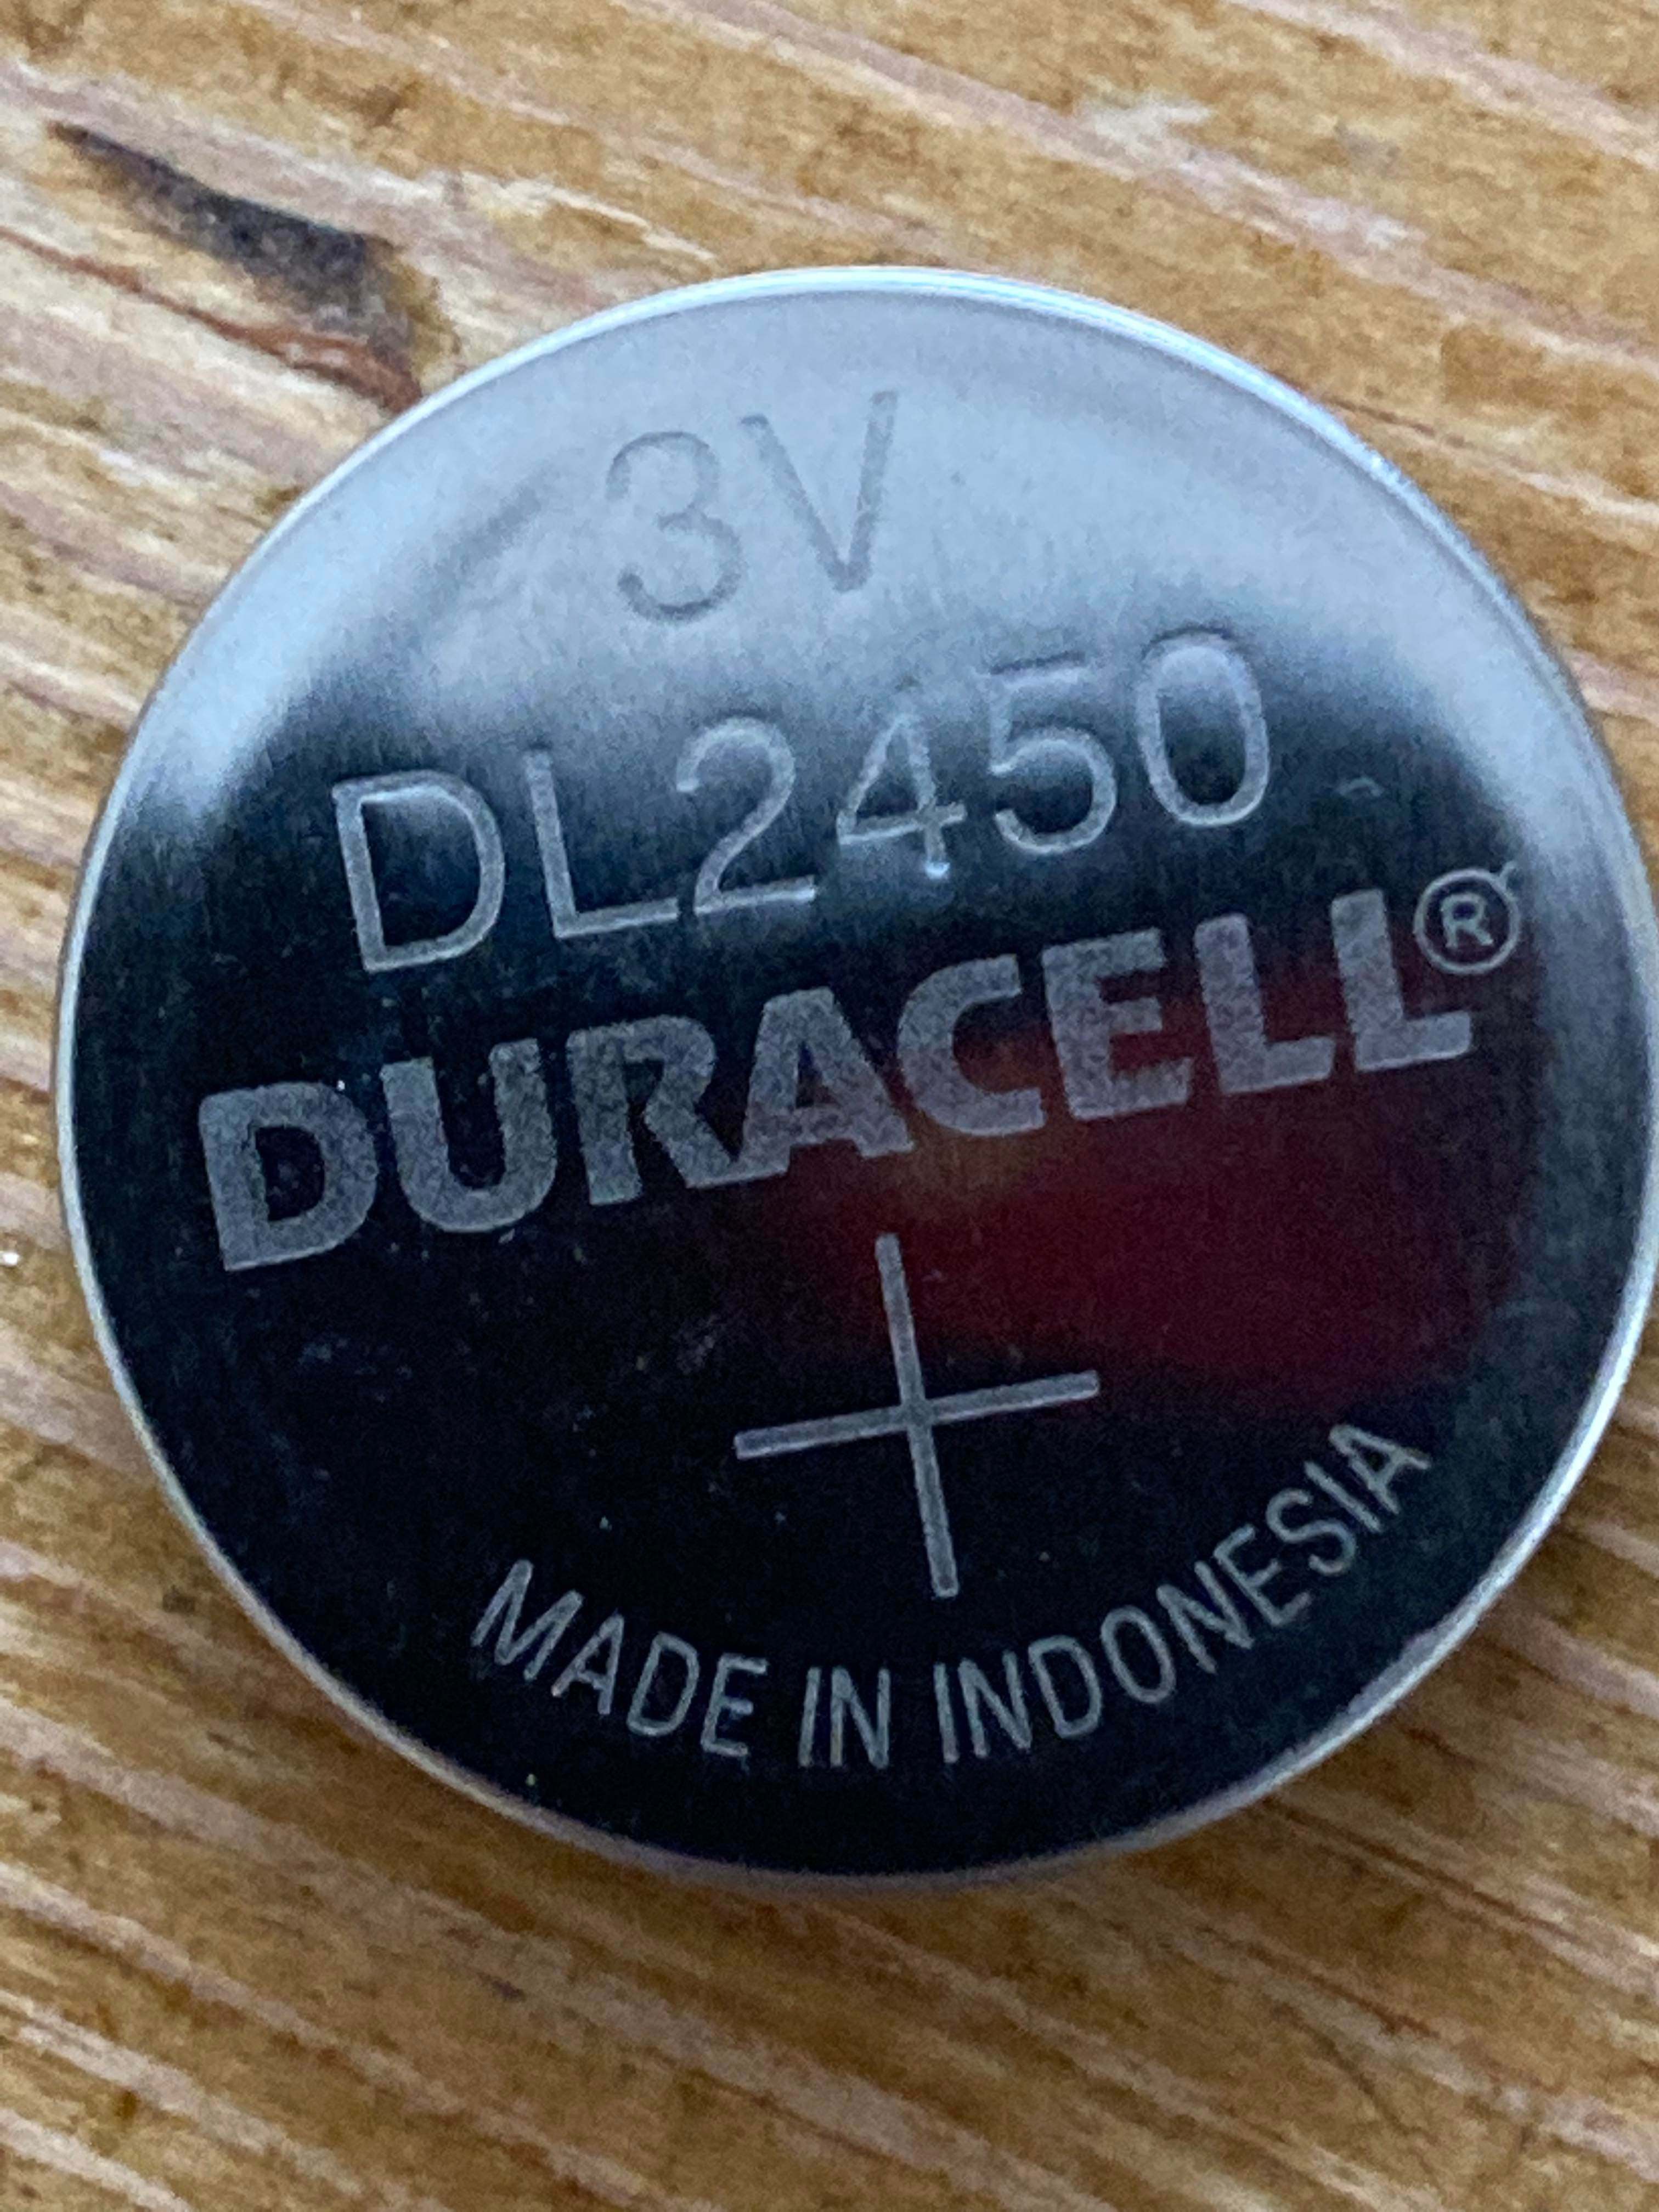 3V
DL2450
DURACELL®
+
MADE IN INDONESIA